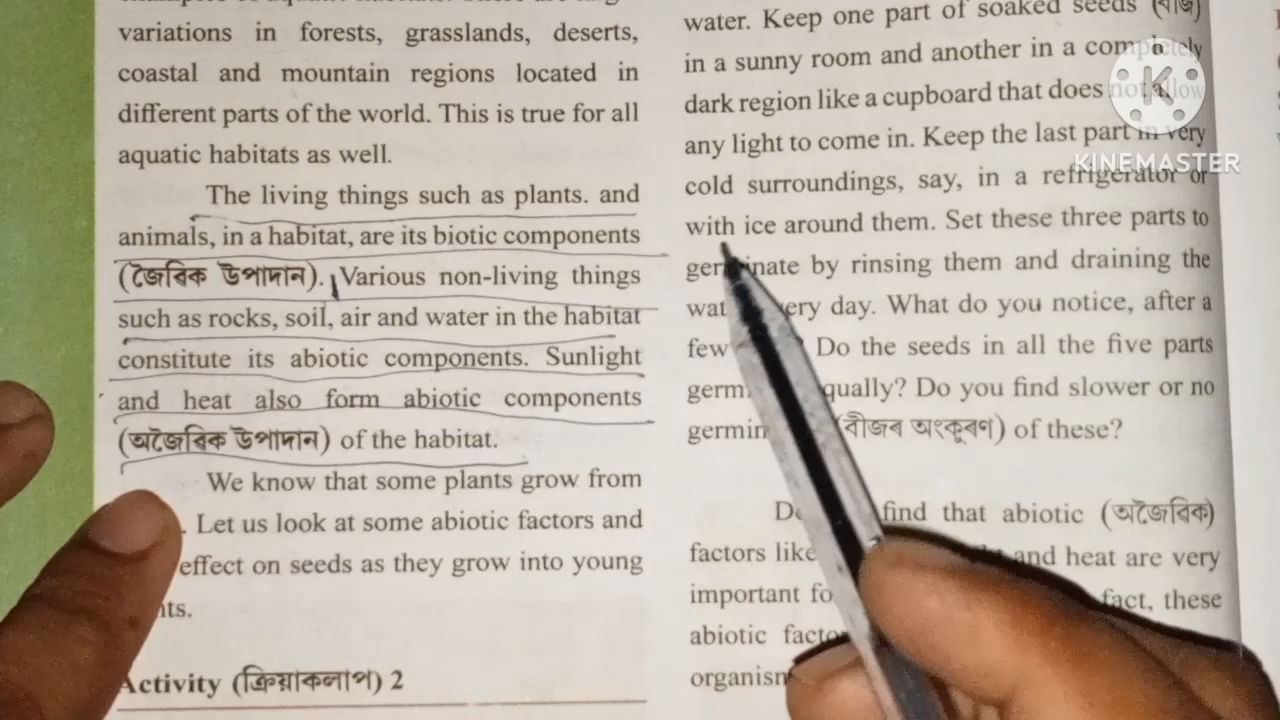 variations in forests, grasslands, deserts,
coastal and mountain regions located in
different parts of the world. This is true for all
aquatic habitats as well.
The living things such as plants. and
animals, in a habitat, are its biotic components
(জৈৱিক উপাদান). Various non-living things
such as rocks, soil, air and water in the habitat
constitute its abiotic components. Sunlight
and heat also form abiotic components
(অজৈৱিক উপাদান) of the habitat.
We know that some plants grow from
. Let us look at some abiotic factors and
effect on seeds as they grow into young
Activity (ক্ৰিয়াকলাপ) 2
water. Keep one part of soaked seeds (বীজ)
in a sunny room and another in a completely
dark region like a cupboard that does not allow
any light to come in. Keep the last part in very
cold surroundings, say, in a refrigerator or
with ice around them. Set these three parts to
germinate by rinsing them and draining the
day. What do you notice, after a
few Do the seeds in all the five parts
equally? Do you find slower or no
(বীজৰ অংকুৰণ) of these?
find that abiotic (অজৈৱিক)
factors like and heat are very
important fact, these
abiotic
KINEMASTER